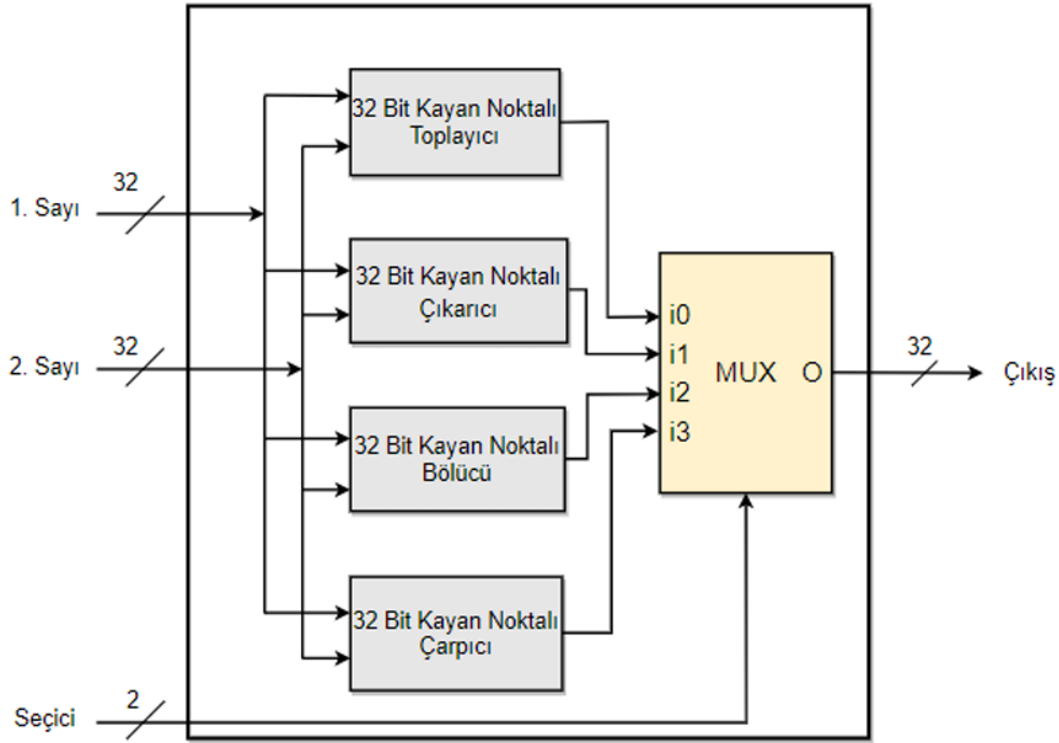 32 Bit Kayan Noktalı
Toplayıcı
32
1. Sayı
32 Bit Kayan Noktalı
Çıkarıcı
i0
i1
i2
i3
MUX
O
32
Çıkış
32
2. Sayı
32 Bit Kayan Noktalı
Bölücü
32 Bit Kayan Noktalı
Çarpıcı
2
Seçici